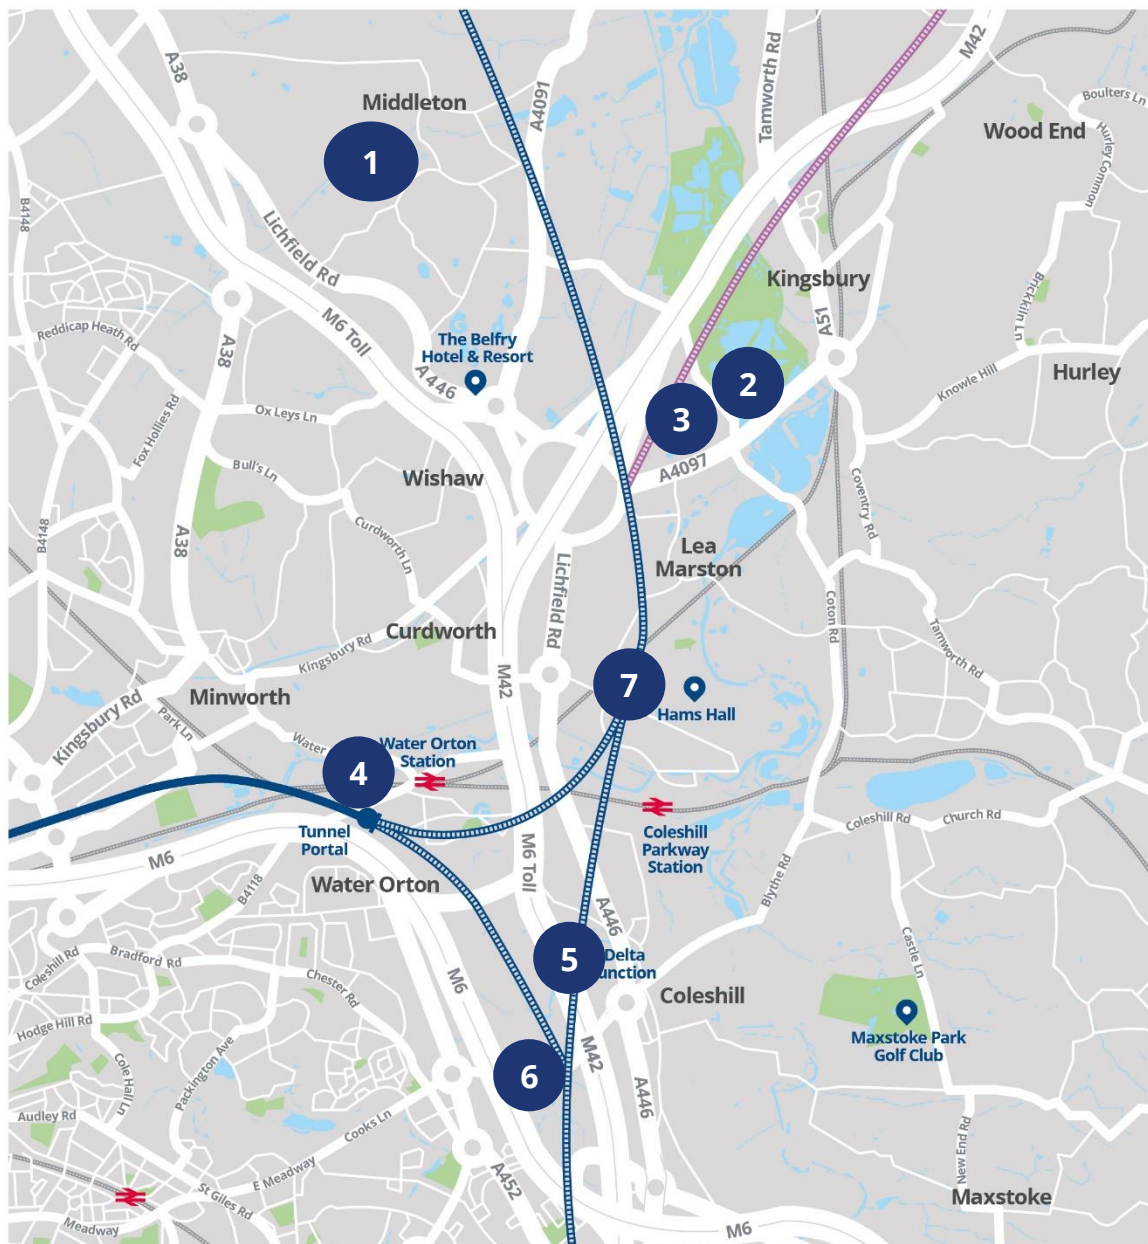 A38
Middleton
A4091
Tamworth Rd
M42
Boulters Ln
Wood End
Hurley Common
1
B4148
Lichfield Rd
Kingsbury
Brickkiln Ln
M6 Toll
A51
Reddicap Heath Rd
A38
The Belfry
Hotel & Resort
A446
2
Knowle Hill
Hurley
3
Fox Hollies Rd
Ox Leys Ln
Bull's Ln
Wishaw
A4097
Coventry Rd
B4148
A38
Curdworth Ln
Lichfield Rd
Lea
Marston
Coton Rd
Curdworth
Kingsbury Rd
Tamworth Rd
M42
7
Minworth
Hams Hall
Kingsbury Rd
Park Ln
Water
Water Orton
Station
4
Tunnel
Portal
Coleshill
Parkway
Station
Coleshill Rd
Church Rd
M6
M6 Toll
B4118
Water Orton
Blythe Rd
A446
Castle Ln
Coleshill Rd
Bradford Rd
Chester Rd
M6
5
Delta
unction
Coleshill
Hodge Hill Rd
Maxstoke Park
Golf Club
Cole Hall Ln
Packington Ave
M42
6
A446
Audley Rd
Cooks Ln
New End Rd
E Meadway
A452
St Giles Rd
Meadway
Maxstoke
M6